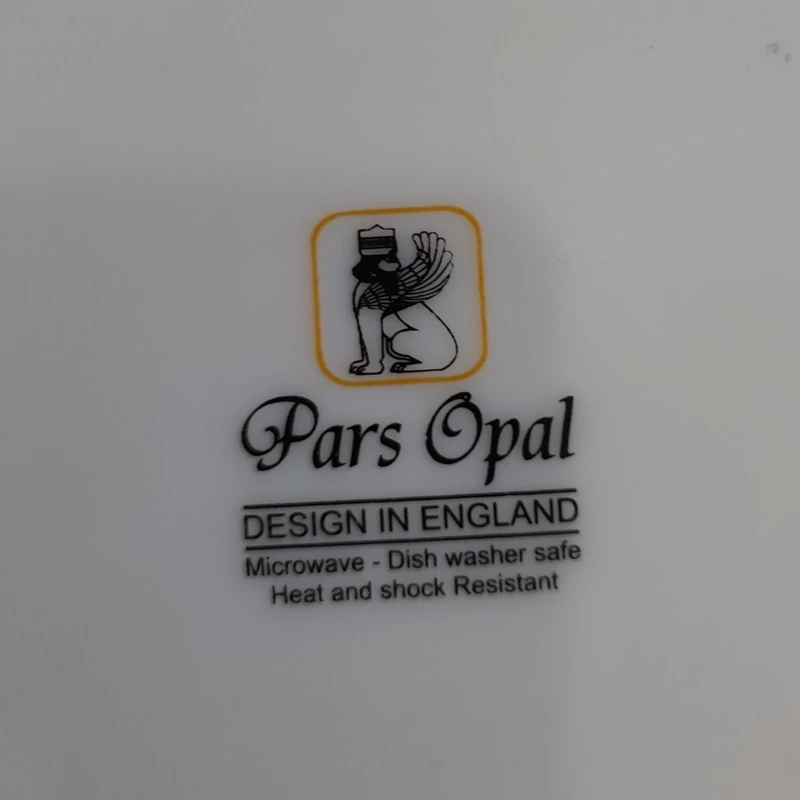 Pars Opal
DESIGN IN ENGLAND
Microwave - Dish washer safe
Heat and shock Resistant